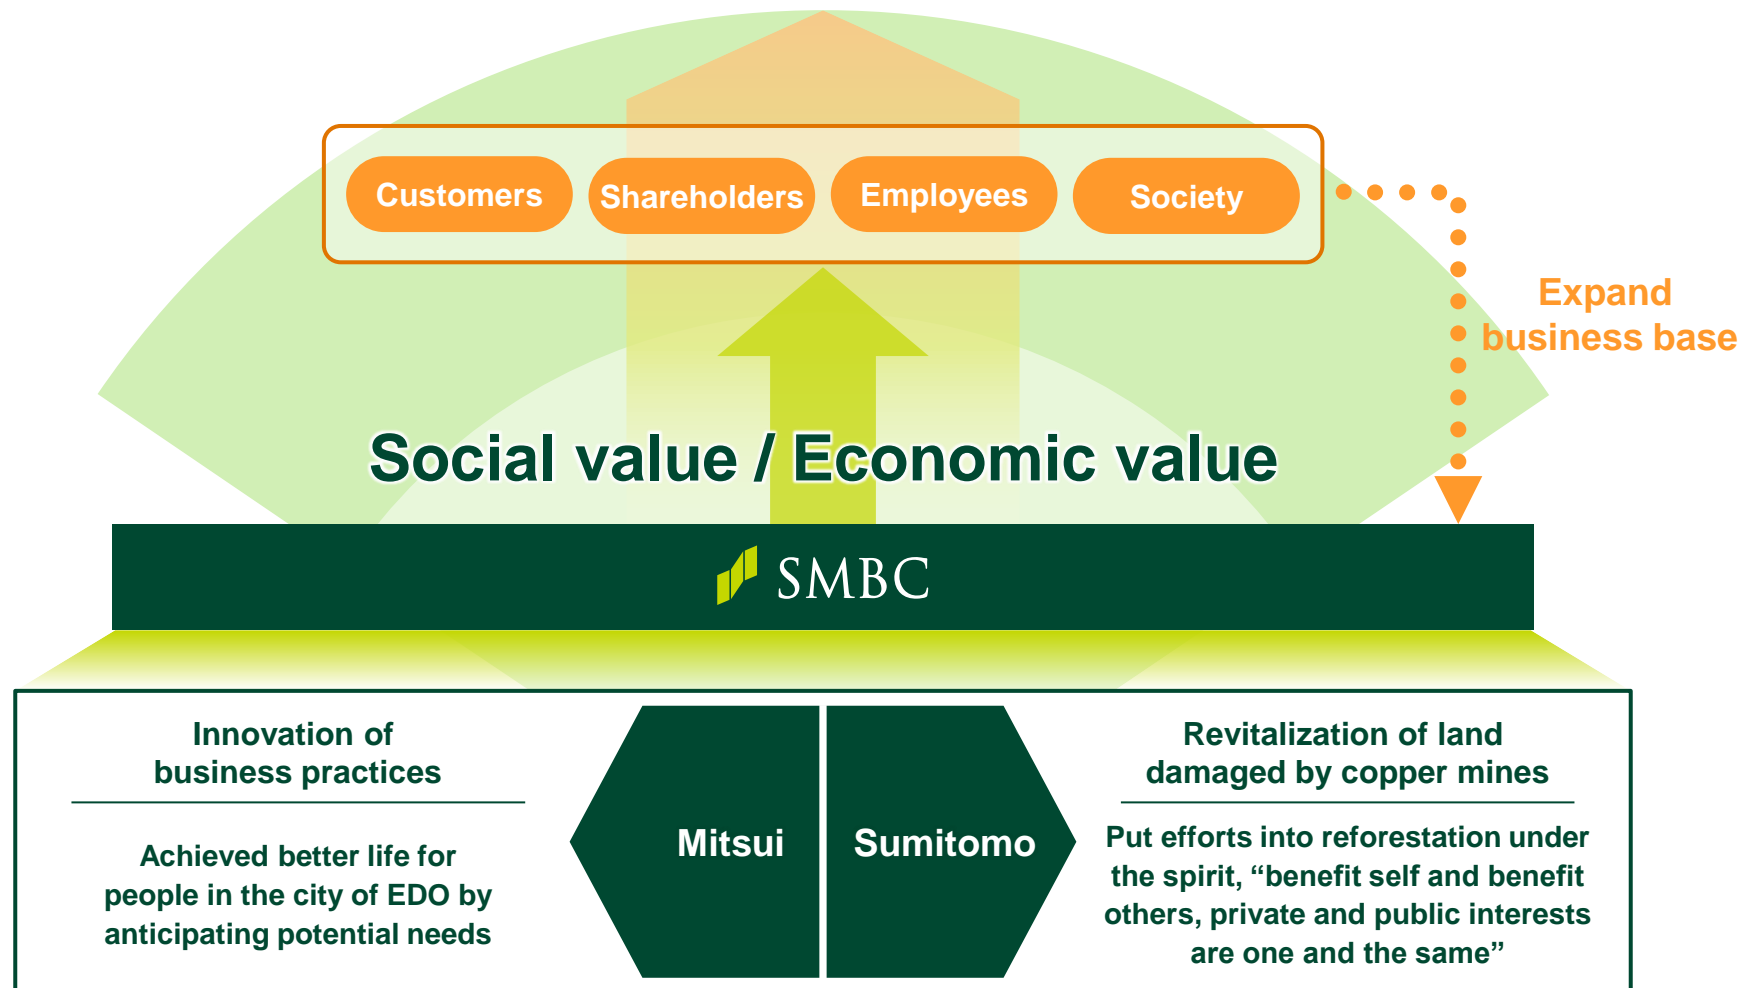 Customers
Shareholders
Employees
Society
Expand
business base
Social value / Economic value
SMBC
Innovation of
business practices
Achieved better life for
people in the city of EDO by
anticipating potential needs
Mitsui
Sumitomo
Revitalization of land
damaged by copper mines
Put efforts into reforestation under
the spirit, “benefit self and benefit
others, private and public interests
are one and the same”